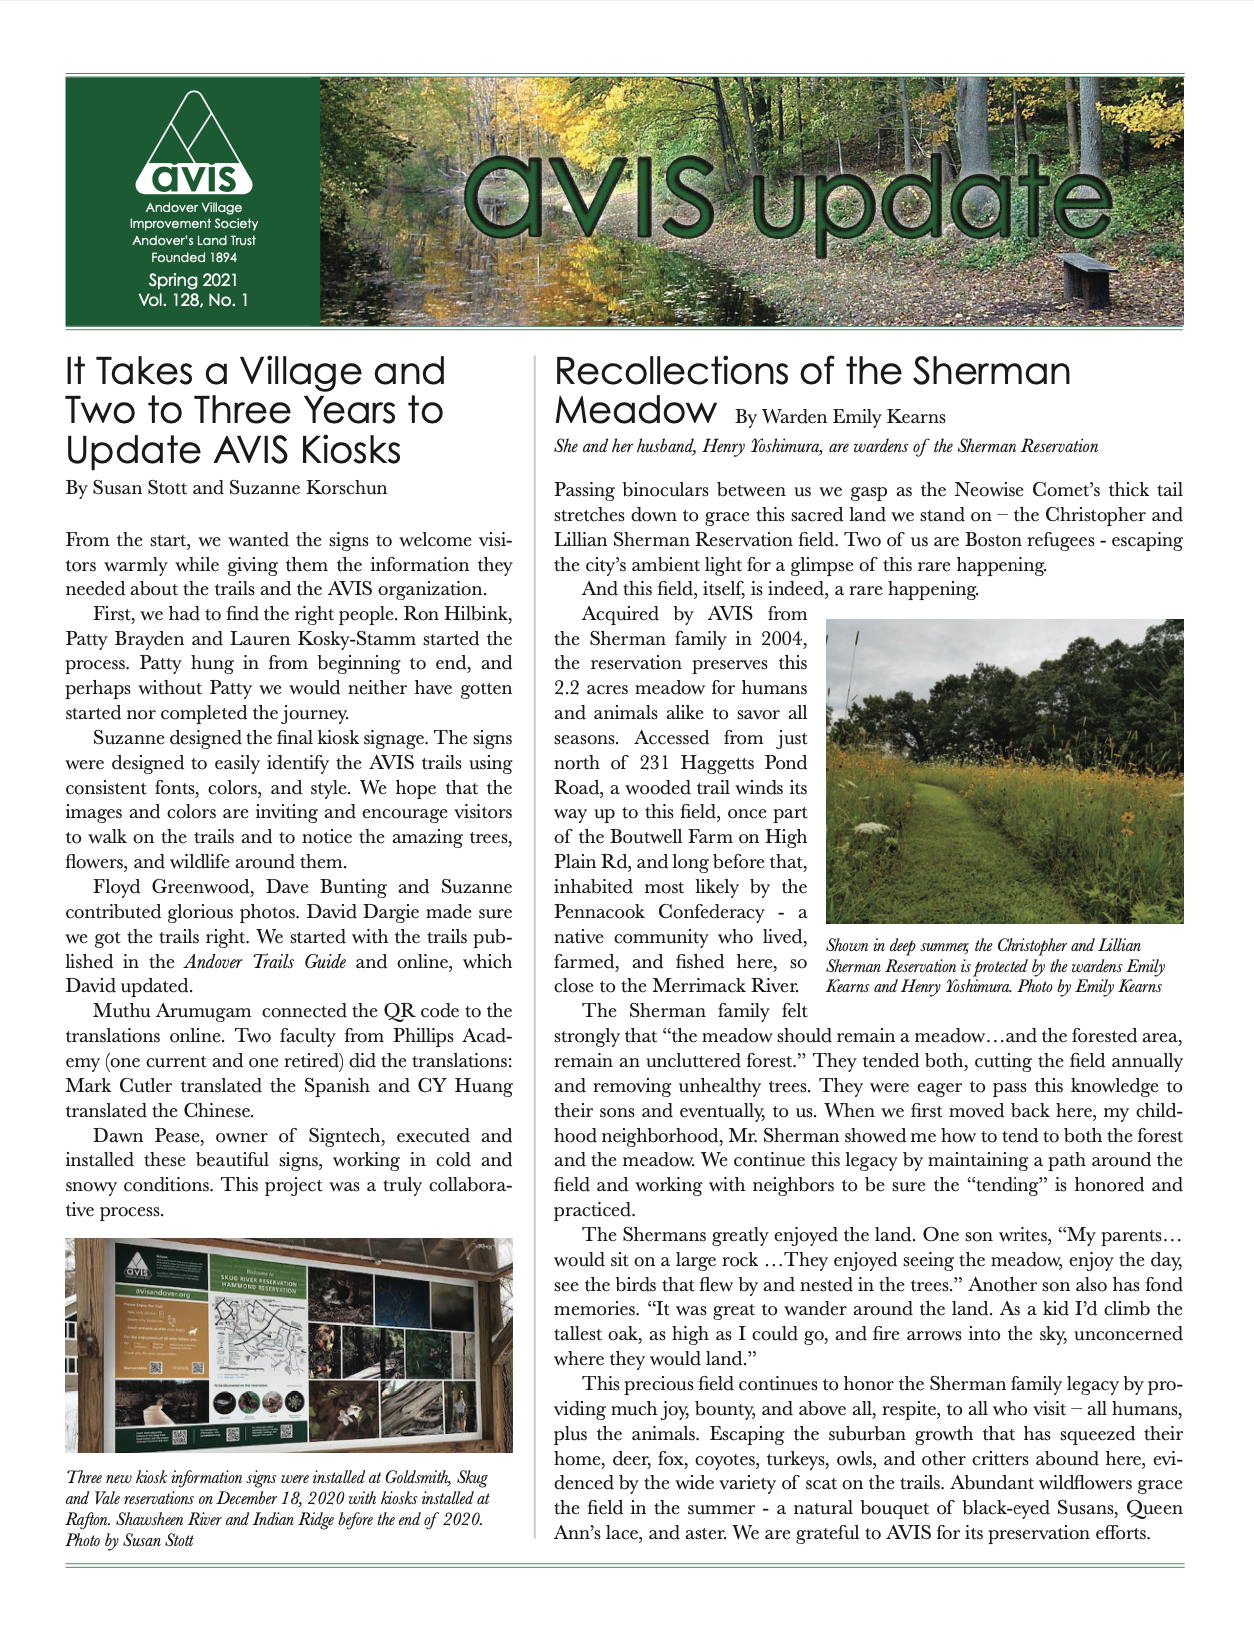 avis
Andover Village
Improvement Society
Andover's Land Trust
Founded 1894
Spring 2021
Vol. 128, No. 1
avis update
It Takes a Village and
Two to Three Years to
Update AVIS Kiosks
By Susan Stott and Suzanne Korschun
From the start, we wanted the signs to welcome visi-
tors warmly while giving them the information they
needed about the trails and the AVIS organization.
First, we had to find the right people. Ron Hilbink,
Patty Brayden and Lauren Kosky-Stamm started the
process. Patty hung in from beginning to end, and
perhaps without Patty we would neither have gotten
started nor completed the journey.
Suzanne designed the final kiosk signage. The signs
were designed to easily identify the AVIS trails using
consistent fonts, colors, and style. We hope that the
images and colors are inviting and encourage visitors
to walk on the trails and to notice the amazing trees,
flowers, and wildlife around them.
Floyd Greenwood, Dave Bunting and Suzanne
contributed glorious photos. David Dargie made sure
we got the trails right. We started with the trails pub-
lished in the Andover Trails Guide and online, which
David updated.
Muthu Arumugam connected the QR code to the
translations online. Two faculty from Phillips Acad-
emy (one current and one retired) did the translations:
Mark Cutler translated the Spanish and CY Huang
translated the Chinese.
Dawn Pease, owner of Signtech, executed and
installed these beautiful signs, working in cold and
snowy conditions. This project was a truly collabora-
tive process.
avis
avisandover.org
Welcome to
SKUG RIVER RESERVATION
HAMMOND RESERVATION
Three new kiosk information signs were installed at Goldsmith, Skug
and Vale reservations on December 18, 2020 with kiosks installed at
Rafton. Shawsheen River and Indian Ridge before the end of 2020.
Photo by Susan Stott
Recollections of the Sherman
Meadow By Warden Emily Kearns
She and her husband, Henry Yoshimura, are wardens of the Sherman Reservation
Passing binoculars between us we gasp as the Neowise Comet's thick tail
stretches down to grace this sacred land we stand on – the Christopher and
Lillian Sherman Reservation field. Two of us are Boston refugees - escaping
the city's ambient light for a glimpse of this rare happening.
And this field, itself, is indeed, a rare happening.
Acquired by AVIS from
the Sherman family in 2004,
the reservation preserves this
2.2 acres meadow for humans
and animals alike to savor all
seasons. Accessed from just
north of 231 Haggetts Pond
Road, a wooded trail winds its
way up to this field, once part
of the Boutwell Farm on High
Plain Rd, and long before that,
inhabited most likely by the
Pennacook Confederacy - a
native community who lived,
farmed, and fished here, so
close to the Merrimack River.
Shown in deep summer, the Christopher and Lillian
Sherman Reservation is protected by the wardens Emily
Kearns and Henry Yoshimura. Photo by Emily Kearns
The Sherman family felt
strongly that “the meadow should remain a meadow…and the forested area,
remain an uncluttered forest.” They tended both, cutting the field annually
and removing unhealthy trees. They were eager to pass this knowledge to
their sons and eventually, to us. When we first moved back here, my child-
hood neighborhood, Mr. Sherman showed me how to tend to both the forest
and the meadow. We continue this legacy by maintaining a path around the
field and working with neighbors to be sure the “tending” is honored and
practiced.
The Shermans greatly enjoyed the land. One son writes, “My parents…
would sit on a large rock …They enjoyed seeing the meadow, enjoy the day,
see the birds that flew by and nested in the trees.” Another son also has fond
memories. “It was great to wander around the land. As a kid I'd climb the
tallest oak, as high as I could go, and fire arrows into the sky, unconcerned
where they would land.”
This precious field continues to honor the Sherman family legacy by pro-
viding much joy, bounty, and above all, respite, to all who visit – all humans,
plus the animals. Escaping the suburban growth that has squeezed their
home, deer, fox, coyotes, turkeys, owls, and other critters abound here, evi-
denced by the wide variety of scat on the trails. Abundant wildflowers grace
the field in the summer - a natural bouquet of black-eyed Susans, Queen
Ann's lace, and aster. We are grateful to AVIS for its preservation efforts.